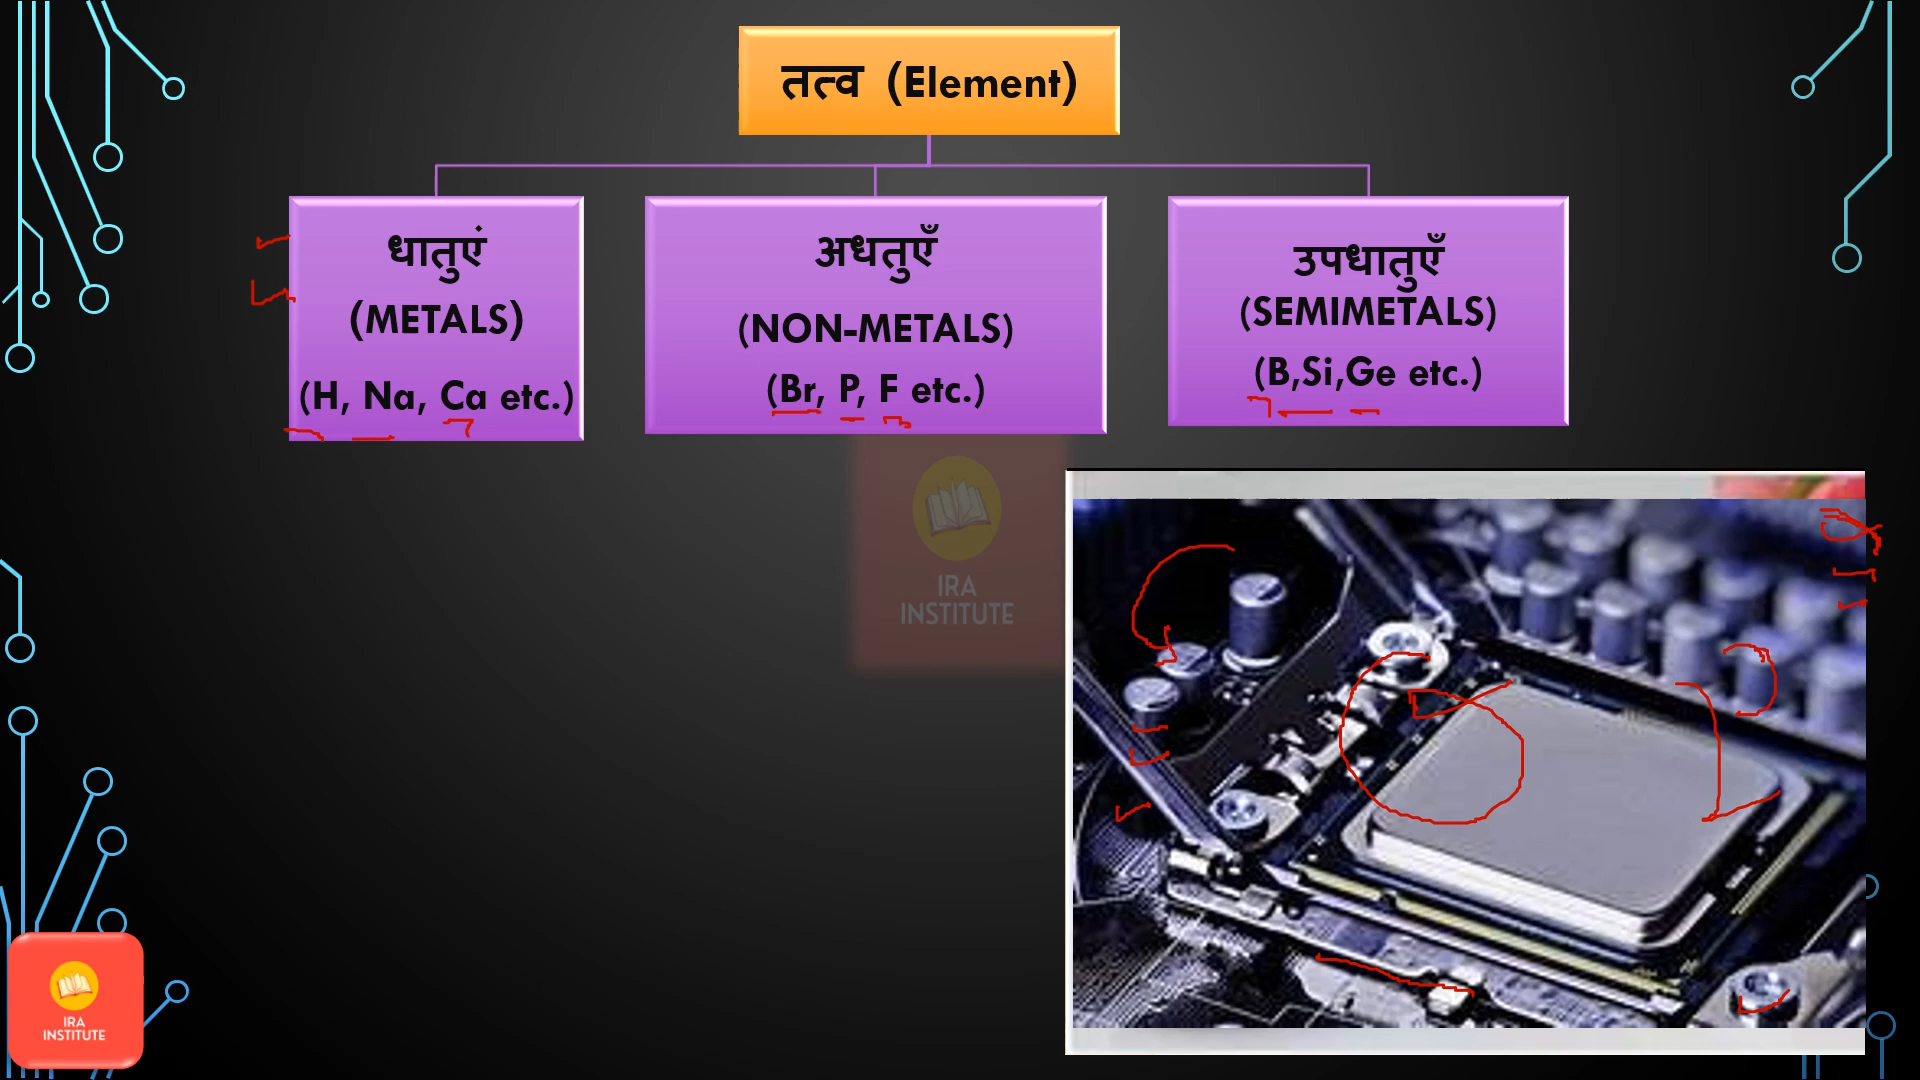 तत्व (Element)
धातुएं
(METALS)
(H, Na, Ca etc.)
अधतुएँ
(NON-METALS)
(Br, P, F etc.)
उपधातुएँ
(SEMIMETALS)
(B,Si,Ge etc.)
IRA
INSTITUTE
IRA
INSTITUTE